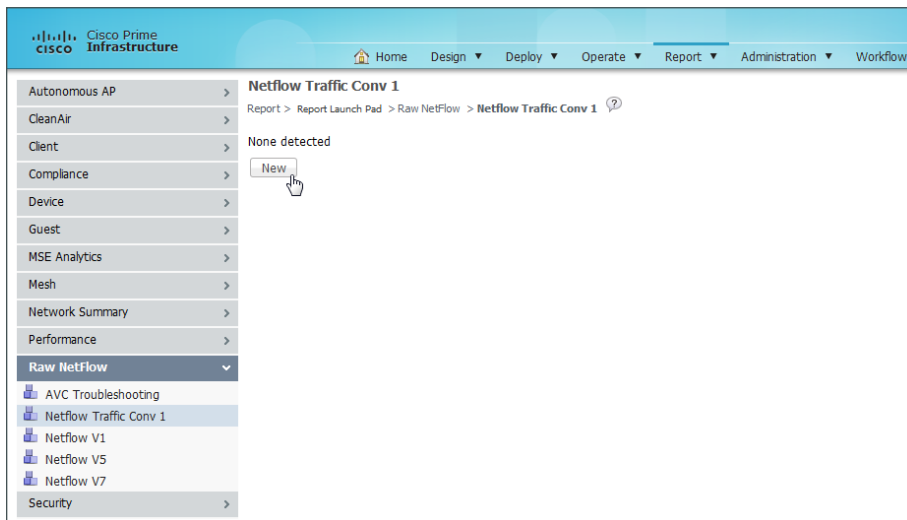 Cisco Prime
CISCO Infrastructure
Home Design ▼ Deploy ▼ Operate ▼ Report ▼ Administration ▼ Workflow
Autonomous AP
CleanAir
Client
Compliance
Device
Guest
MSE Analytics
Mesh
Network Summary
Performance
Raw NetFlow
AVC Troubleshooting
Netflow Traffic Conv 1
Netflow V1
Netflow V5
Netflow V7
Security
Netflow Traffic Conv 1
Report > Report Launch Pad > Raw NetFlow > Netflow Traffic Conv 1 ?
None detected
New